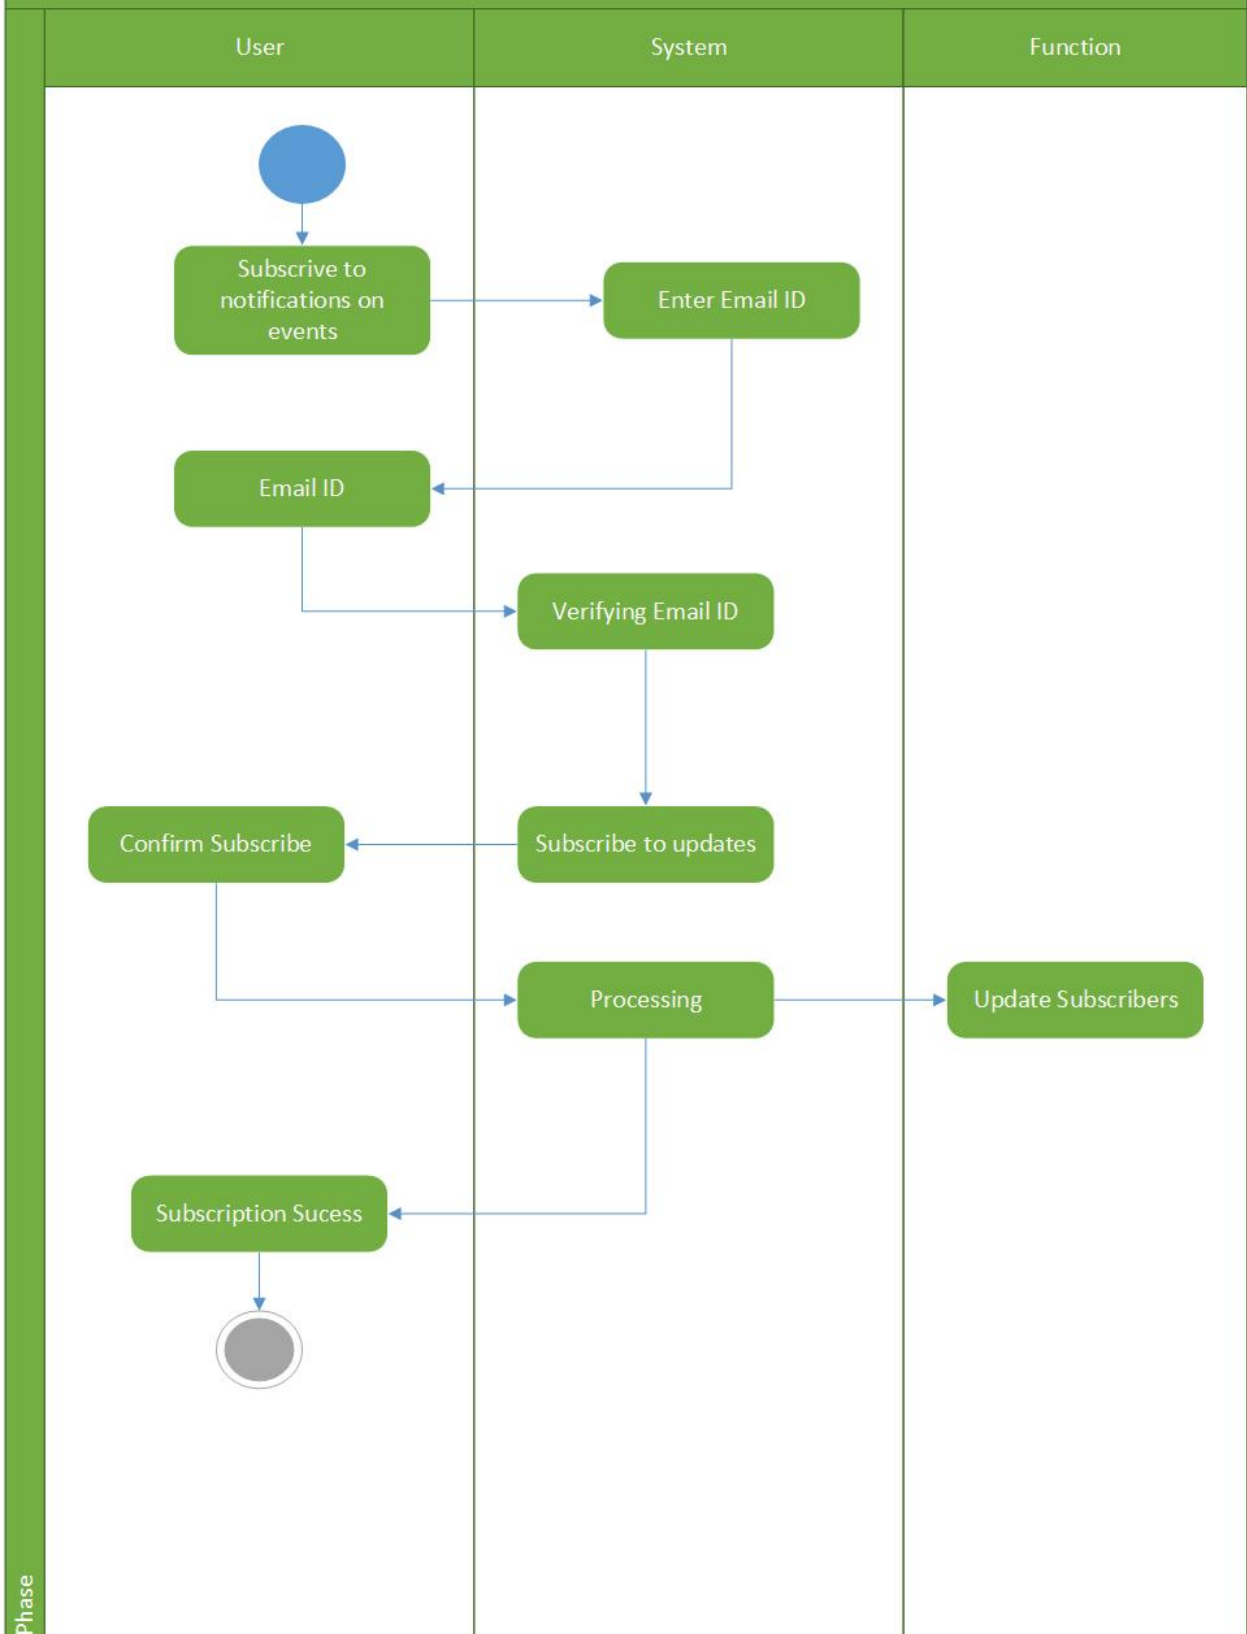 User
System
Function
Subscrive to
notifications on
events
Enter Email ID
Email ID
Verifying Email ID
Confirm Subscribe
Subscribe to updates
Processing
Update Subscribers
Subscription Sucess
Phase